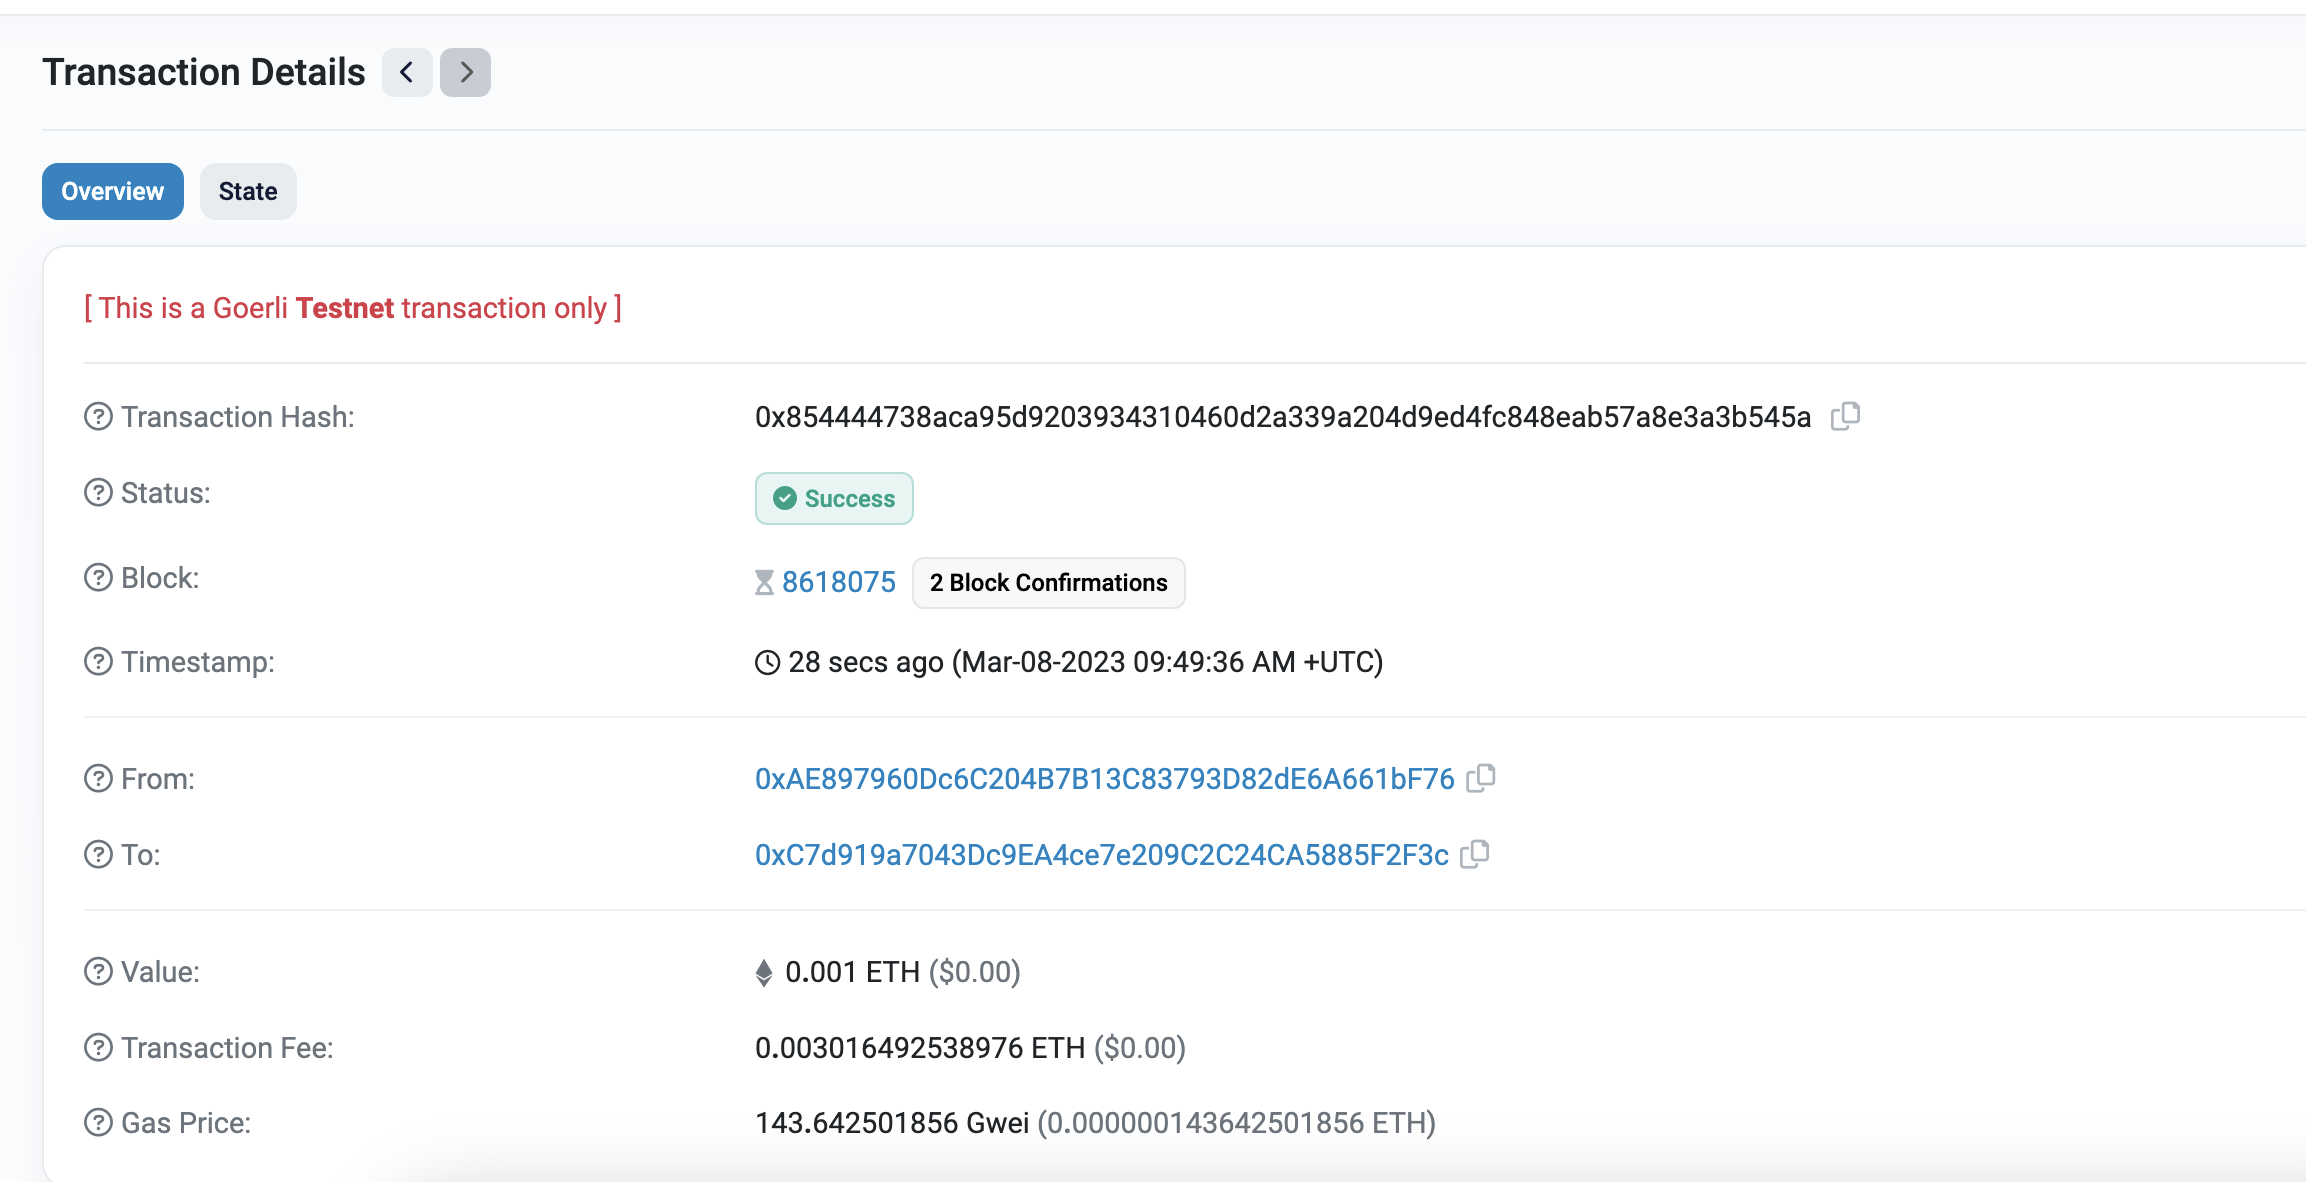 Transaction Details
Overview State
[ This is a Goerli Testnet transaction only ]
Transaction Hash: 0x854444738aca95d9203934310460d2a339a204d9ed4fc848eab57a8e3a3b545a
Status: Success
Block: 8618075 2 Block Confirmations
Timestamp: 28 secs ago (Mar-08-2023 09:49:36 AM +UTC)
From: 0xAE897960Dc6C204B7B13C83793D82dE6A661bF76
To: 0xC7d919a7043Dc9EA4ce7e209C2C24CA5885F2F3c
Value: 0.001 ETH ($0.00)
Transaction Fee: 0.003016492538976 ETH ($0.00)
Gas Price: 143.642501856 Gwei (0.000000143642501856 ETH)